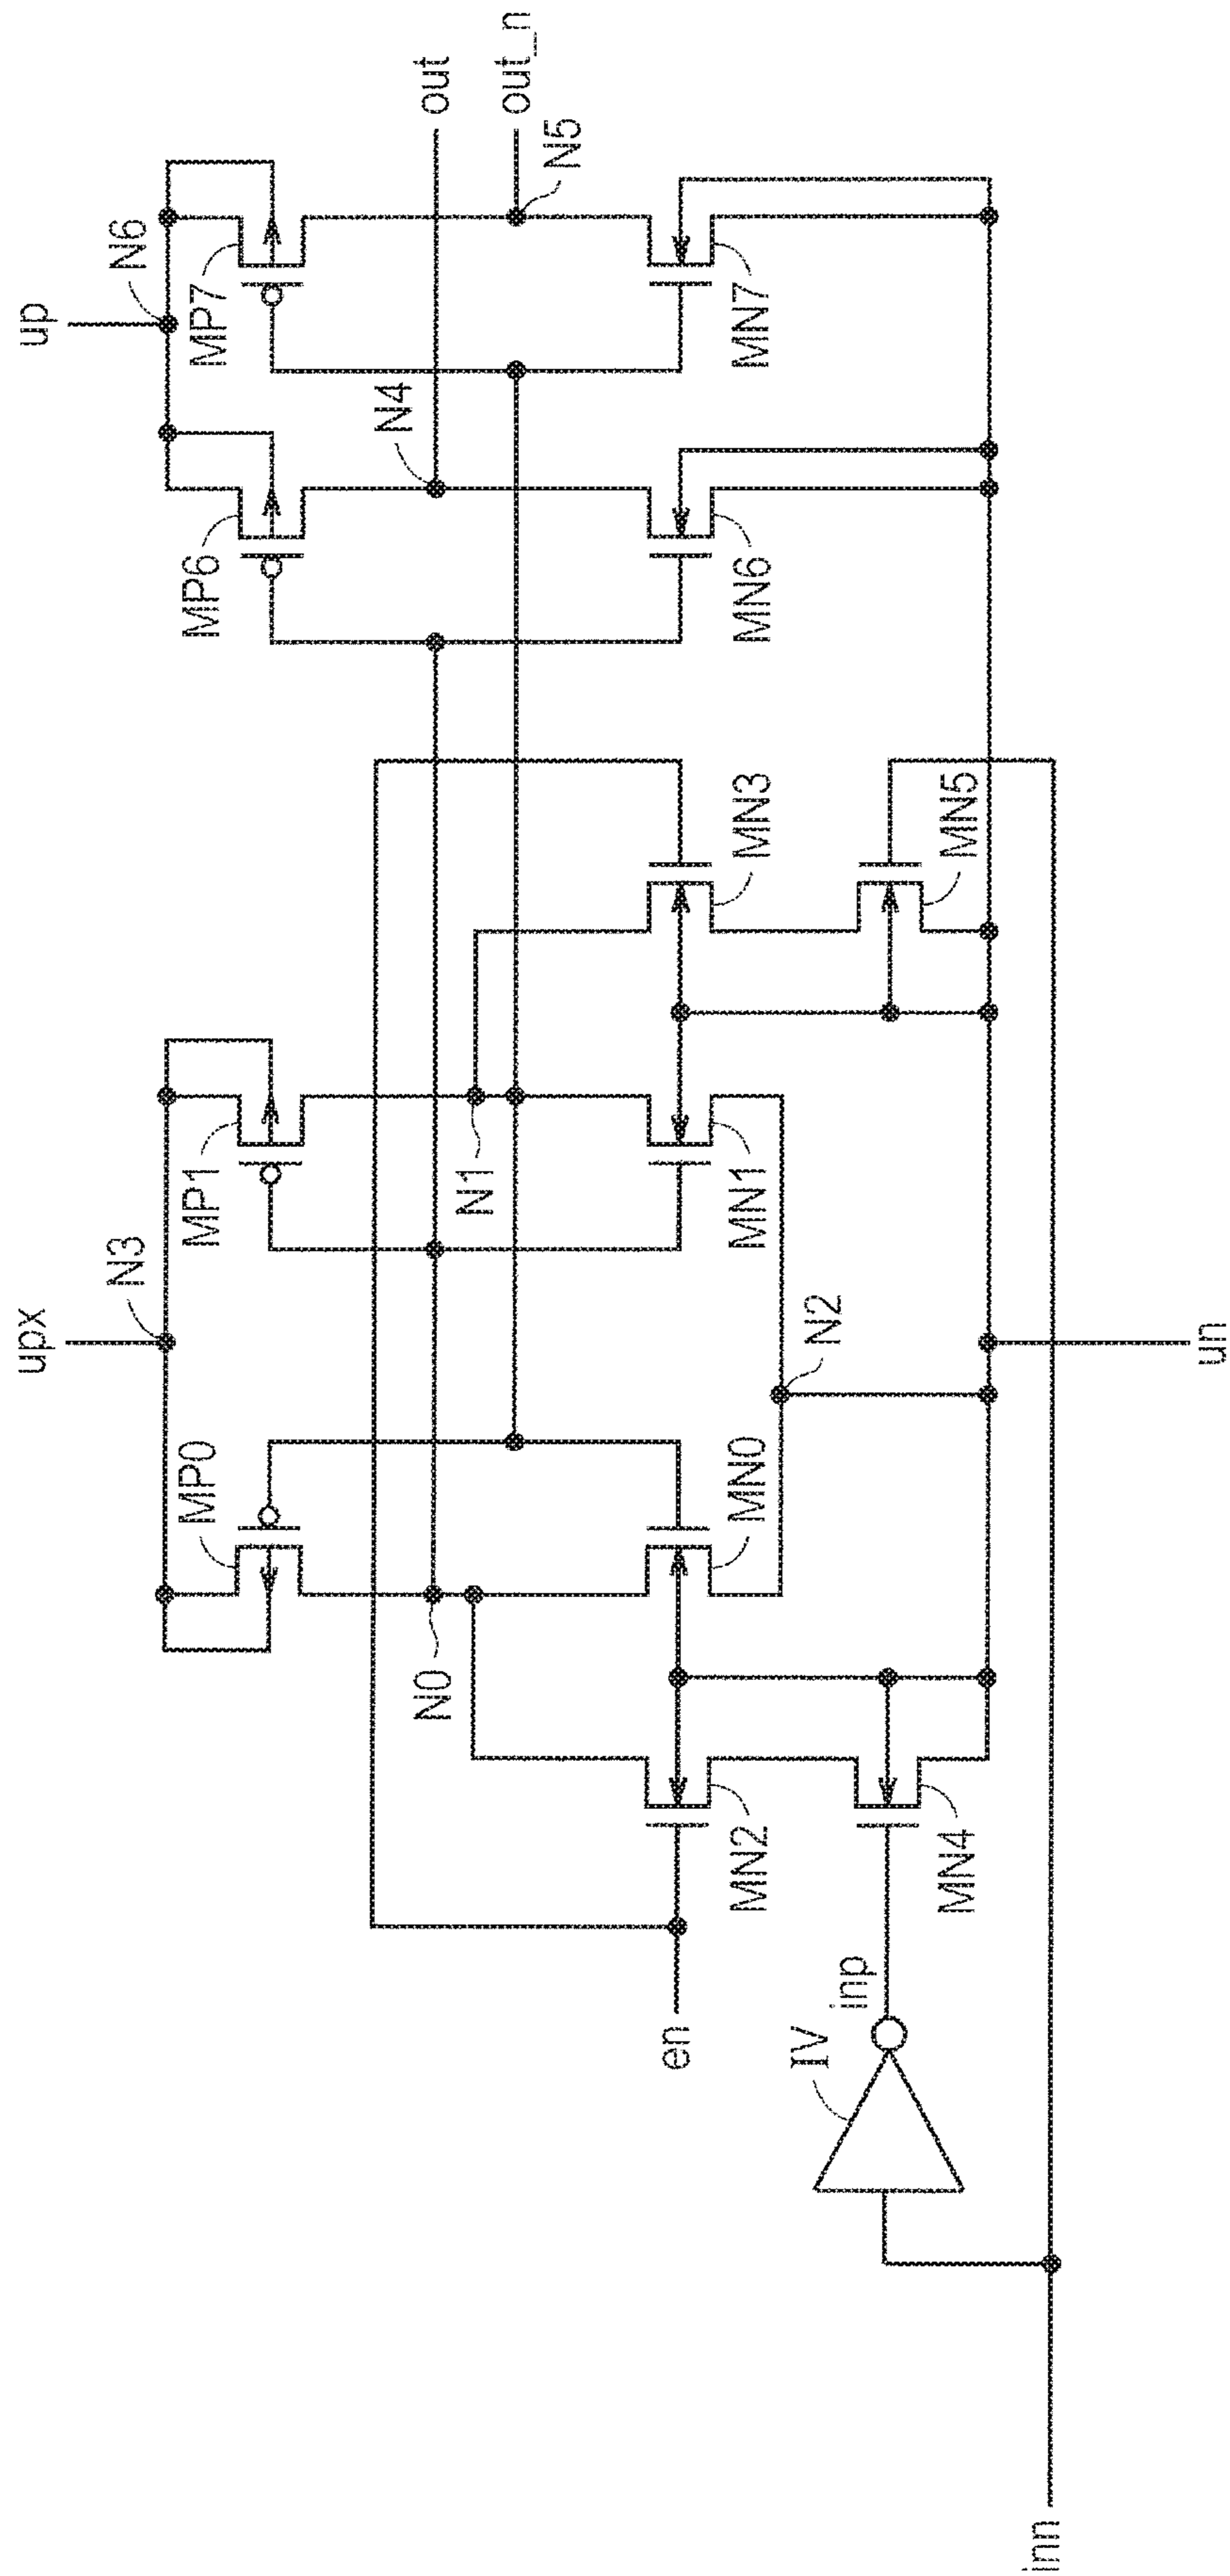 upx
up
N3
N6
MP0
MP1
MP6
MP7
N0
N1
N4
out
out_n
N5
en
MN2
MN0
MN1
MN3
MN6
MN7
N2
IV
inp
MN4
MN5
inn
un